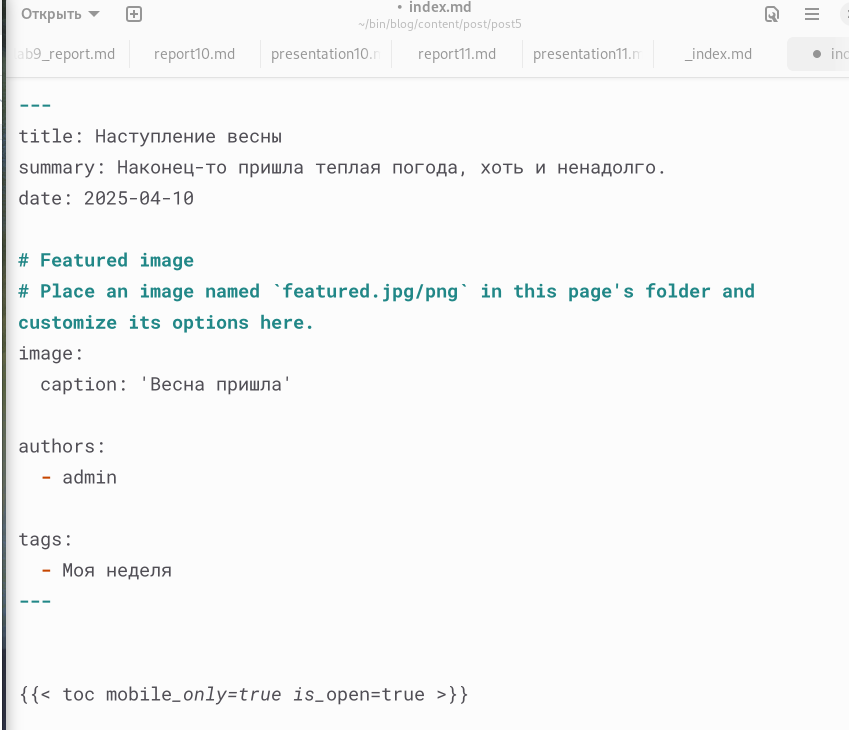 Открыть
• index.md
~/bin/blog/content/post/post5
ab9_report.md report10.md presentation10.n report11.md presentation11.m _index.md • inc
---
title: Наступление весны
summary: Наконец-то пришла теплая погода, хоть и ненадолго.
date: 2025-04-10
# Featured image
# Place an image named `featured.jpg/png` in this page's folder and
customize its options here.
image:
caption: 'Весна пришла'
authors:
- admin
tags:
- Моя неделя
---
{{< toc mobile_only=true is_open=true >}}